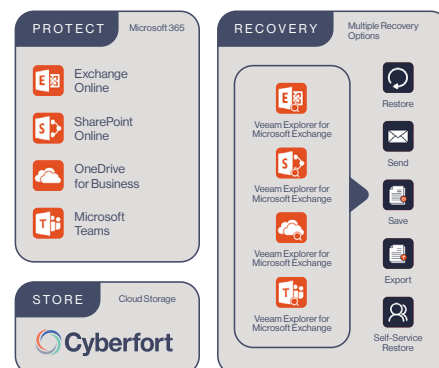 PROTECT
Microsoft 365
Exchange
Online
SharePoint
Online
OneDrive
for Business
Microsoft
Teams
STORE
Cloud Storage
Cyberfort
RECOVERY
Multiple Recovery
Options
Veeam Explorer for
Microsoft Exchange
Veeam Explorer for
Microsoft Exchange
Veeam Explorer for
Microsoft Exchange
Veeam Explorer for
Microsoft Exchange
Restore
Send
Save
Export
Self-Service
Restore